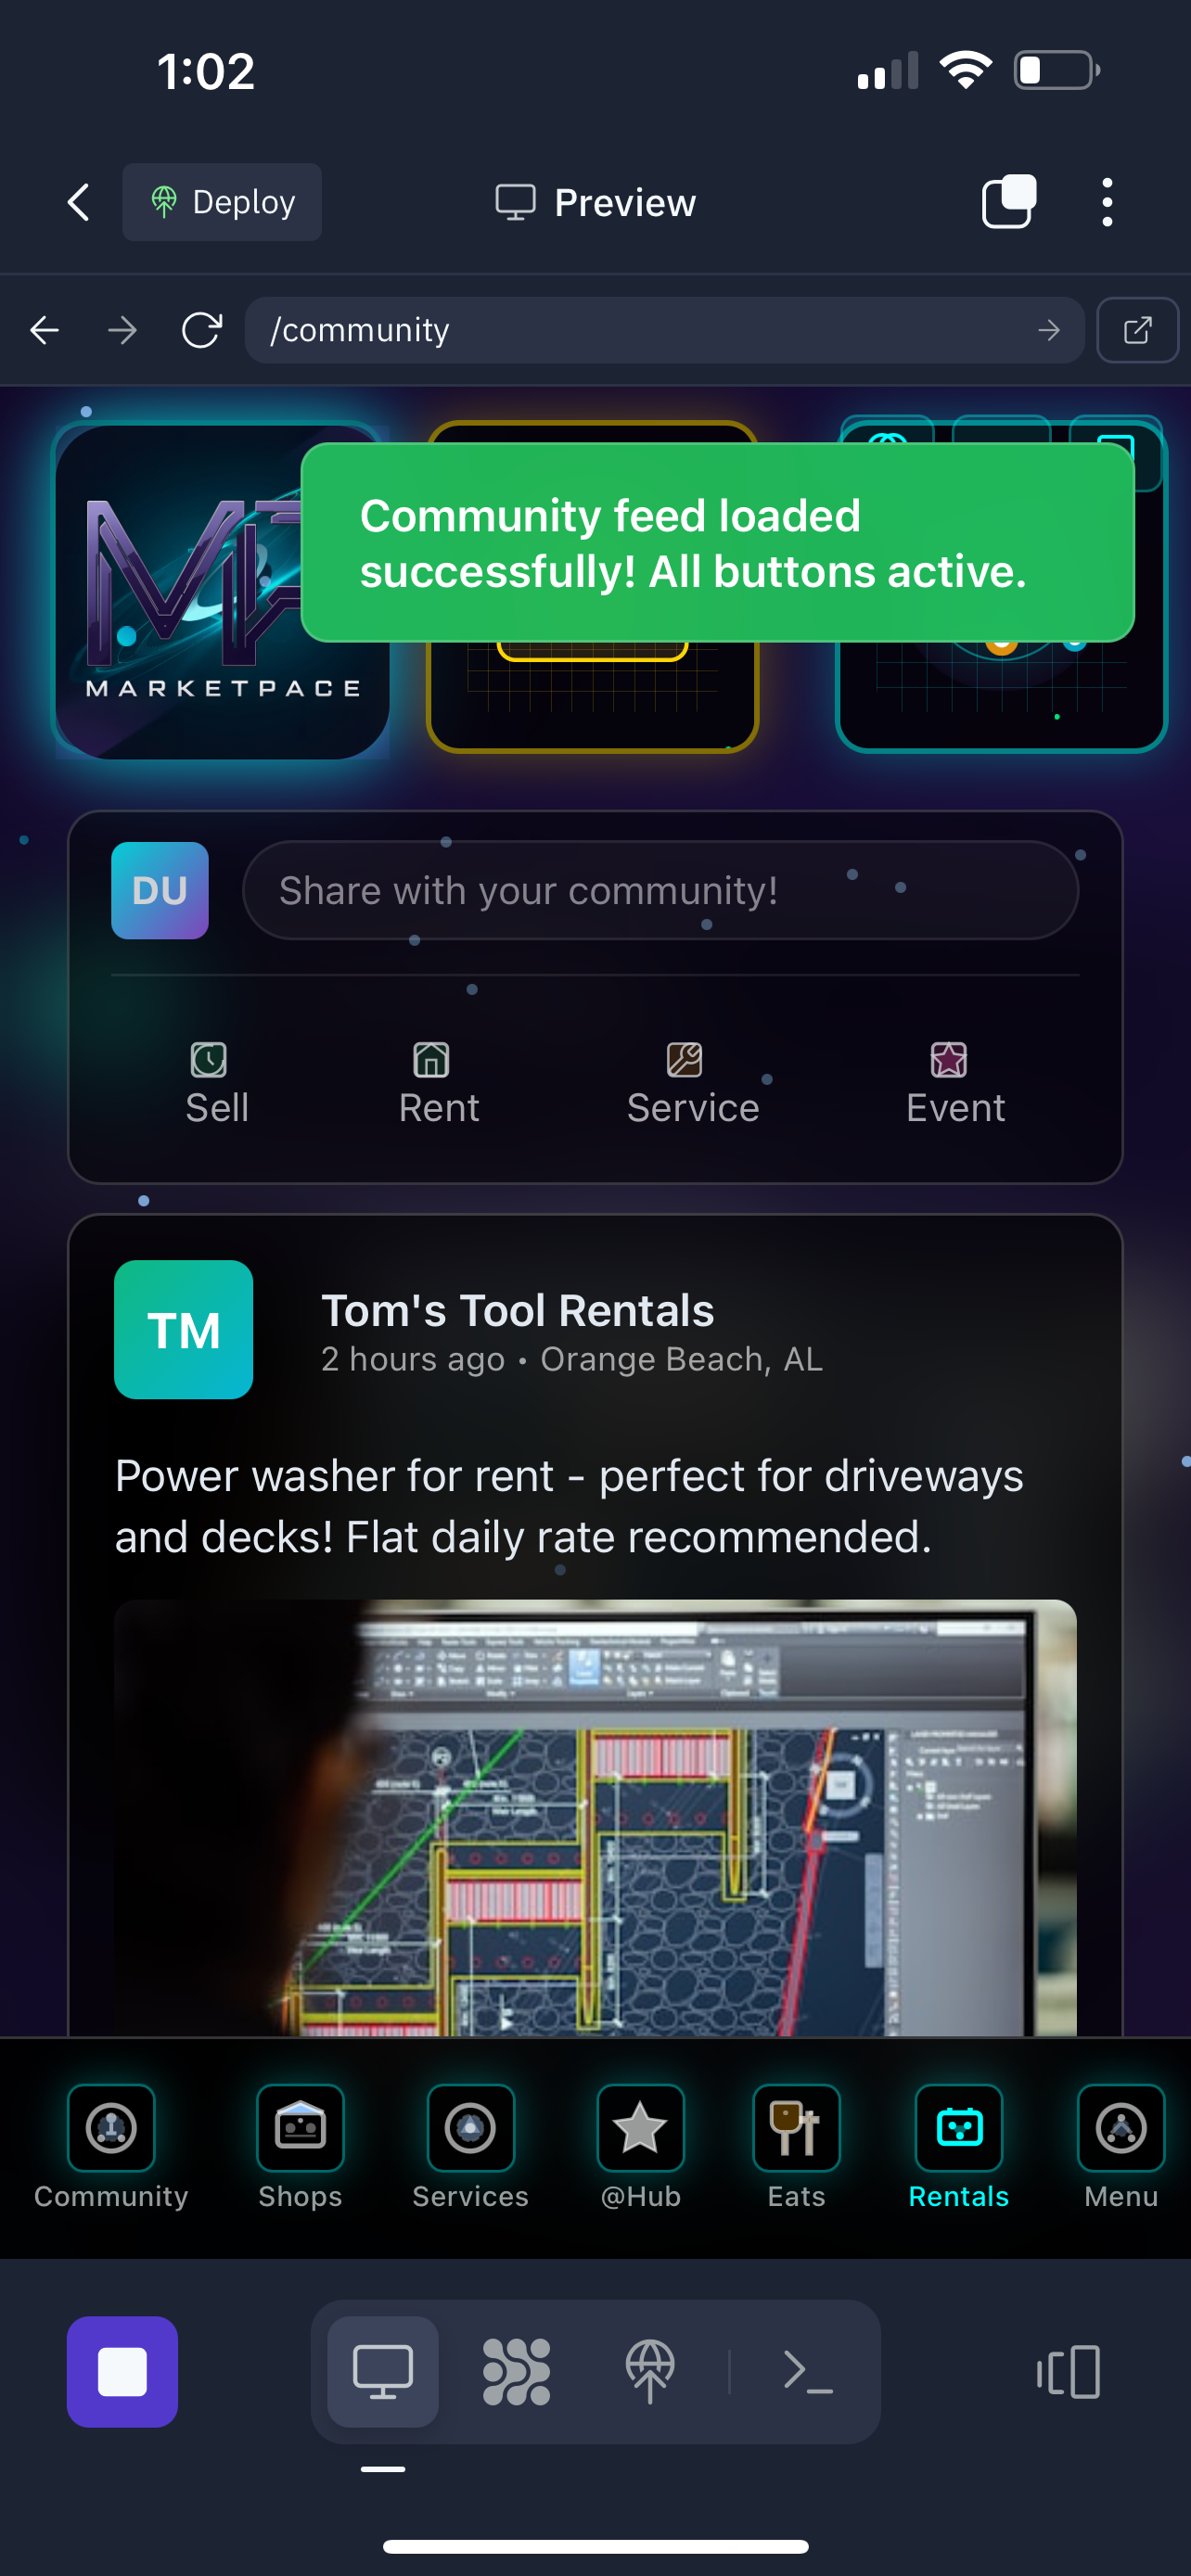 1:02
Deploy
Preview
/community
Community feed loaded
successfully! All buttons active.
MARKETPACE
DU
Share with your community!
Sell
Rent
Service
Event
TM
Tom's Tool Rentals
2 hours ago • Orange Beach, AL
Power washer for rent - perfect for driveways
and decks! Flat daily rate recommended.
Community
Shops
Services
@Hub
Eats
Rentals
Menu